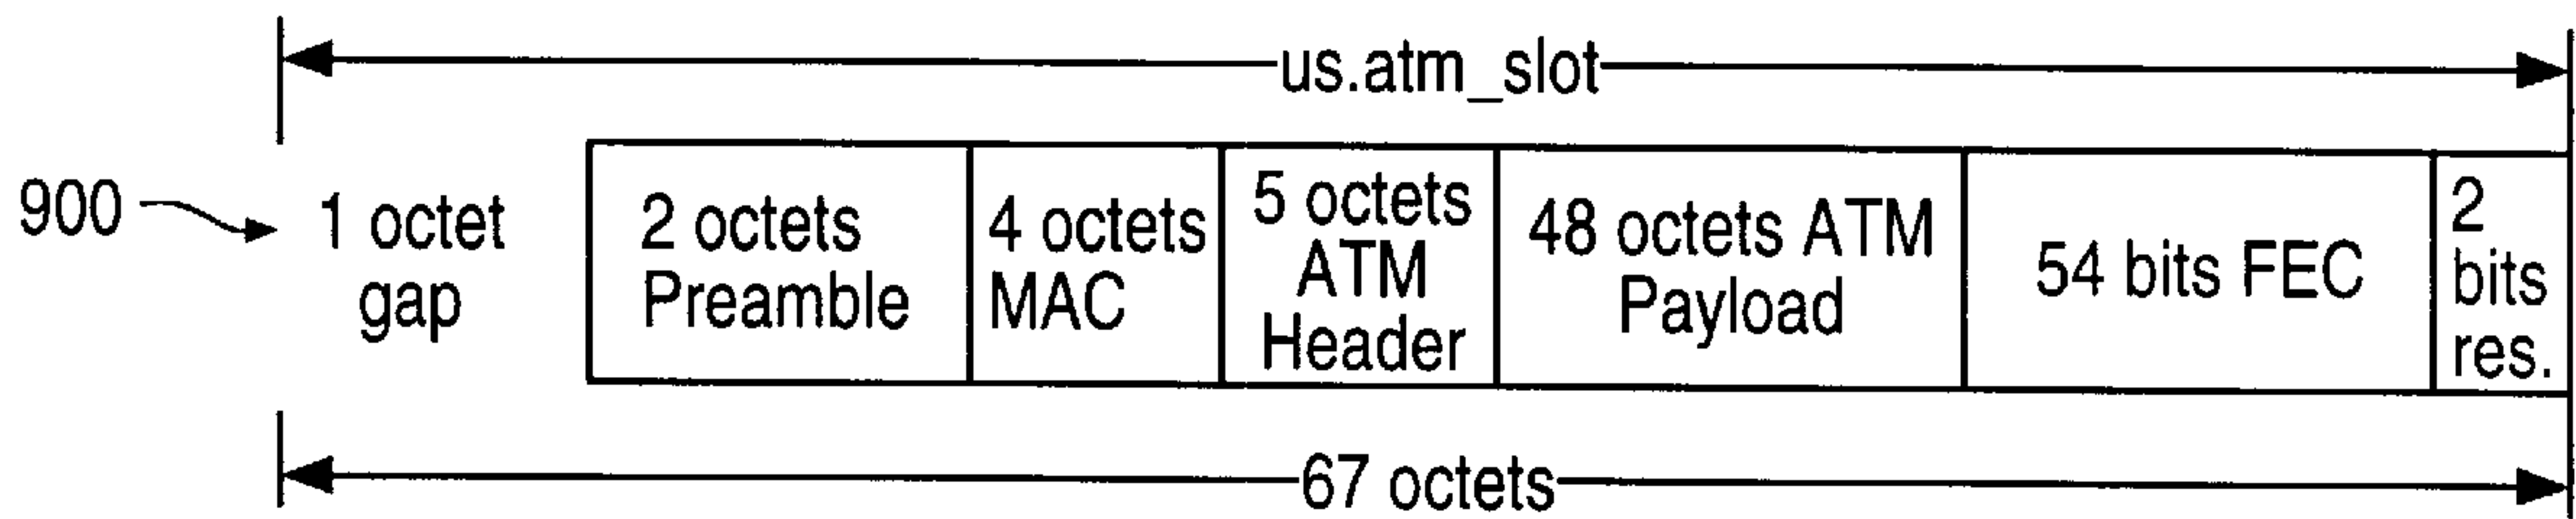 us.atm_slot
900
1 octet
gap
2 octets
Preamble
4 octets
MAC
5 octets
ATM
Header
48 octets ATM
Payload
54 bits FEC
2
bits
res.
67 octets